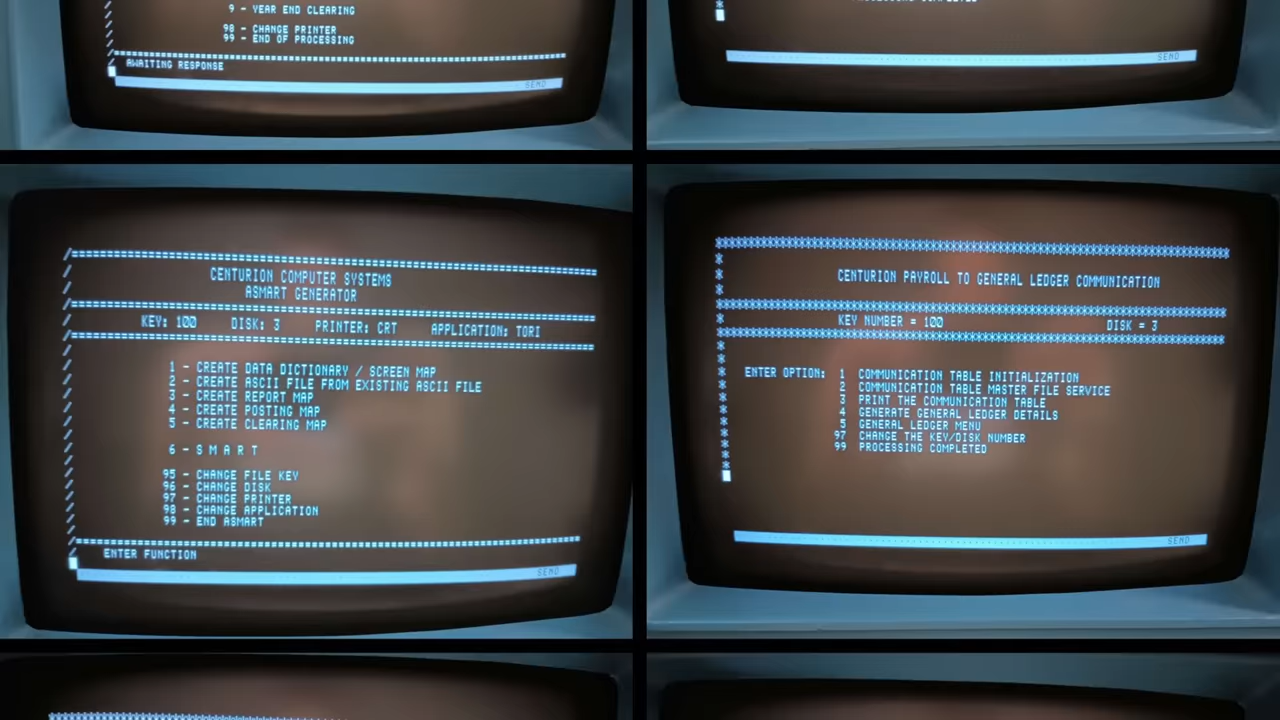 9 - YEAR END CLEARING
98 - CHANGE PRINTER
99 - END OF PROCESSING
AWAITING RESPONSE
SEND
SEND
CENTURION COMPUTER SYSTEMS
ASMART GENERATOR
KEY: 100 DISK: 3 PRINTER: CRT APPLICATION: TORI
1 - CREATE DATA DICTIONARY / SCREEN MAP
2 - CREATE ASCII FILE FROM EXISTING ASCII FILE
3 - CREATE REPORT MAP
4 - CREATE POSTING MAP
5 - CREATE CLEARING MAP
6 - S M A R T
95 - CHANGE FILE KEY
96 - CHANGE DISK
97 - CHANGE PRINTER
98 - CHANGE APPLICATION
99 - END ASMART
ENTER FUNCTION
SEND
CENTURION PAYROLL TO GENERAL LEDGER COMMUNICATION
KEY NUMBER = 100 DISK = 3
ENTER OPTION: 1 COMMUNICATION TABLE INITIALIZATION
2 COMMUNICATION TABLE MASTER FILE SERVICE
3 PRINT THE COMMUNICATION TABLE
4 GENERATE GENERAL LEDGER DETAILS
5 GENERAL LEDGER MENU
97 CHANGE THE KEY/DISK NUMBER
99 PROCESSING COMPLETED
SEND